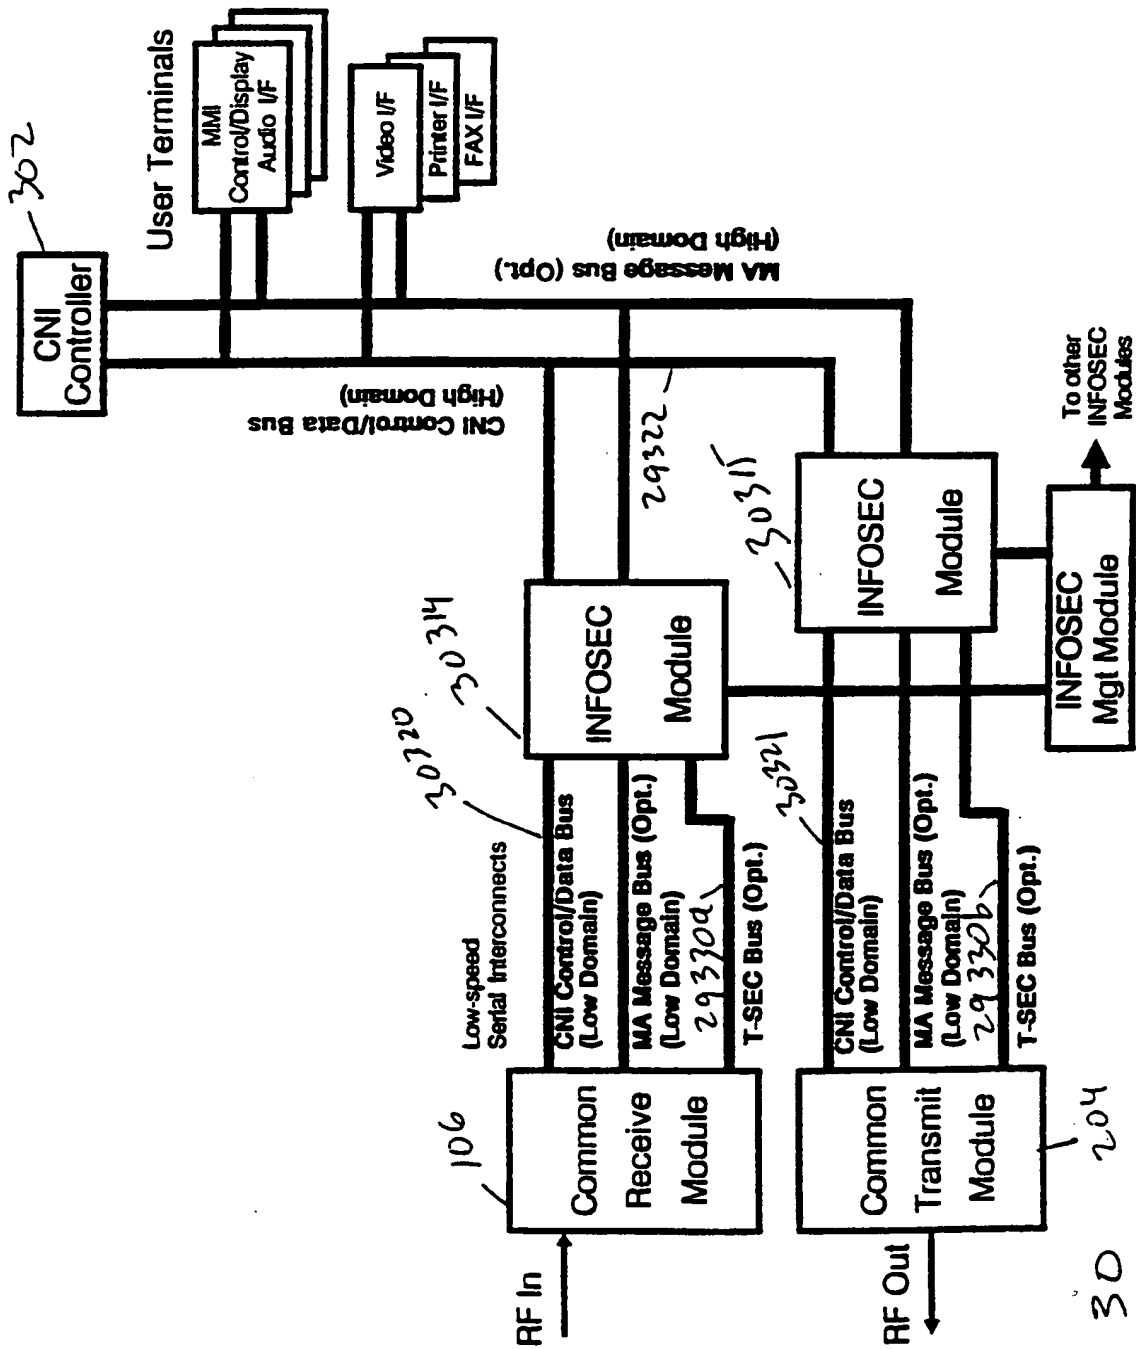 302
CNI
Controller
User Terminals
MMI
Control/Display
Audio I/F
Video I/F
Printer I/F
FAX I/F
MA Message Bus (Opt.)
(High Domain)
CNI Control/Data Bus
(High Domain)
29322
30315
To other
INFOSEC
Modules
INFOSEC
Module
INFOSEC
Mgt Module
30314
INFOSEC
Module
30320
30321
Low-speed
Serial Interconnects
CNI Control/Data Bus
(Low Domain)
MA Message Bus (Opt.)
(Low Domain)
29330a
T-SEC Bus (Opt.)
CNI Control/Data Bus
(Low Domain)
MA Message Bus (Opt.)
(Low Domain)
29330b
T-SEC Bus (Opt.)
106
Common
Receive
Module
Common
Transmit
Module
204
RF In
RF Out
30